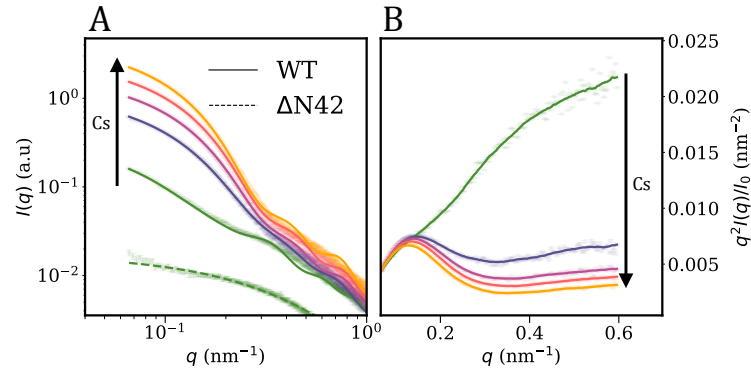 A
B
I(q) (a.u)
10⁰
10⁻¹
10⁻²
Cs
WT
ΔN42
10⁻¹
10⁰
q (nm⁻¹)
0.025
0.020
0.015
0.010
0.005
q²I(q)/I₀ (nm⁻²)
Cs
0
0.2
0.4
0.6
q (nm⁻¹)